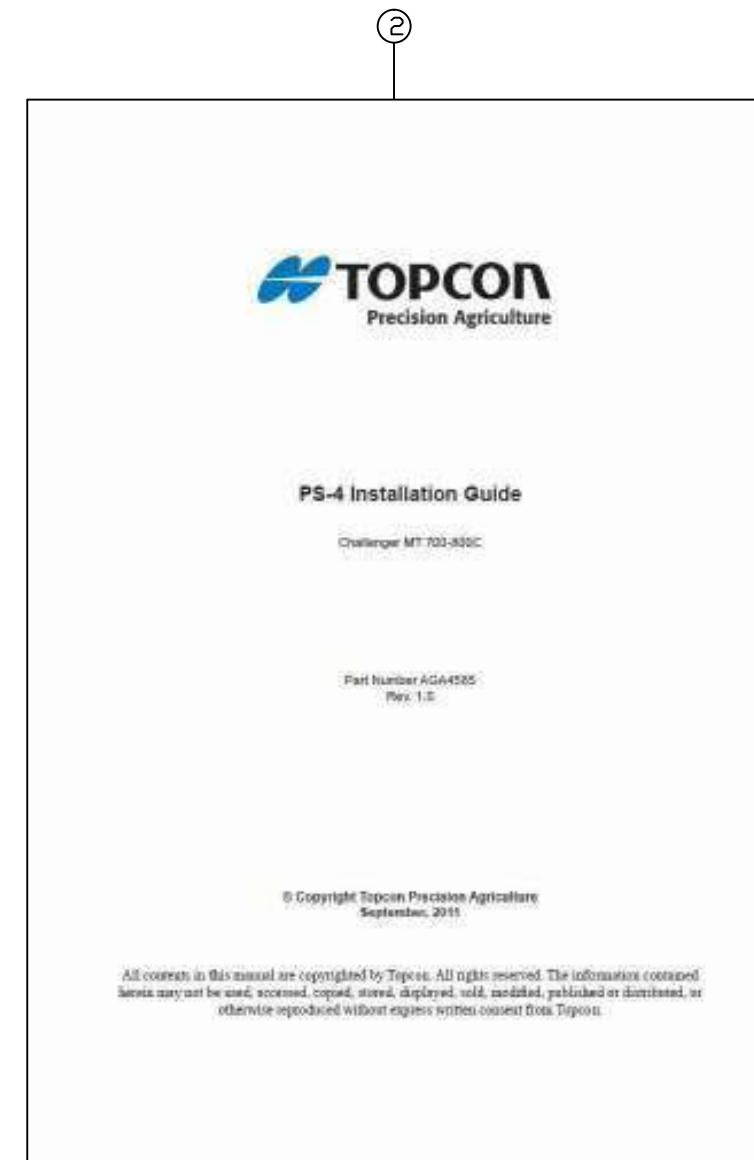 2
TOPCON
Precision Agriculture
PS-4 Installation Guide
Challenger MT 700-800C
Part Number AGA4585
Rev. 1.0
© Copyright Topcon Precision Agriculture
September, 2011
All contents in this manual are copyrighted by Topcon. All rights reserved. The information contained
herein may not be used, accessed, copied, stored, displayed, sold, modified, published or distributed, or
otherwise reproduced without express written consent from Topcon.